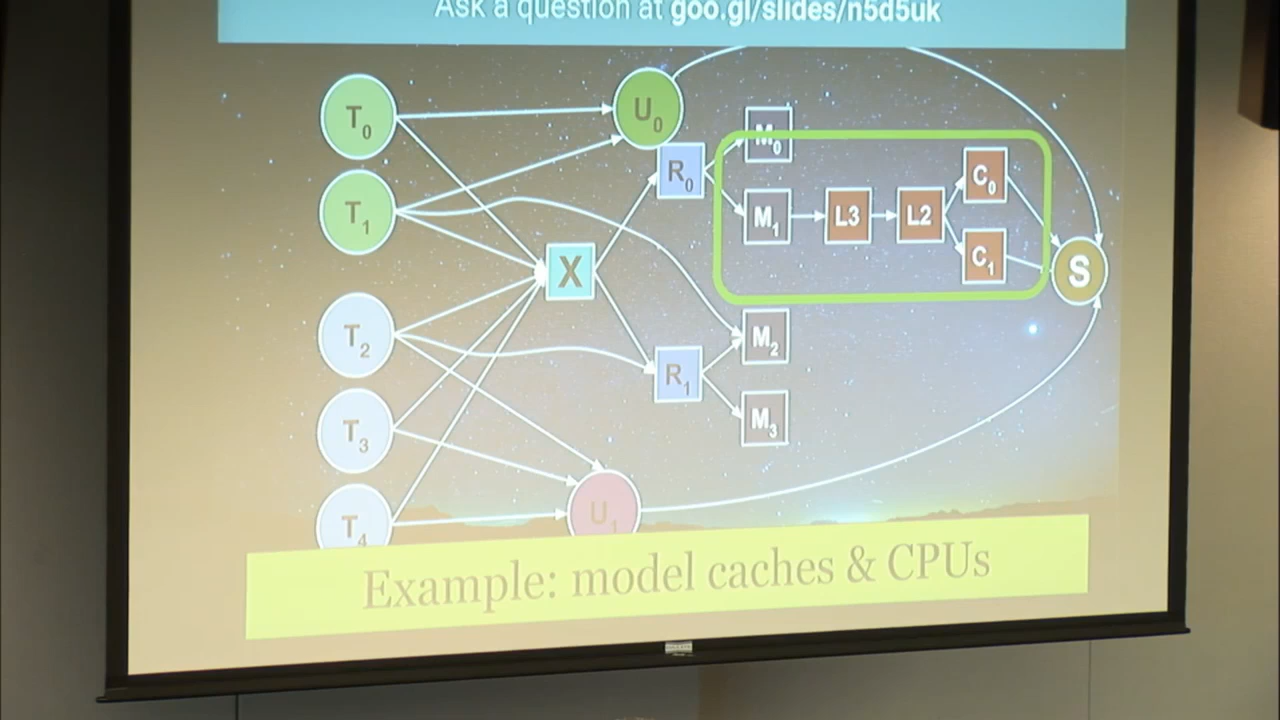 Ask a question at goo.gl/slides/n5d5uk
T0
U0
M0
R0
T1
M1
L3
L2
C0
C1
X
S
T2
M2
R1
T3
M3
T4
U1
Example: model caches & CPUs